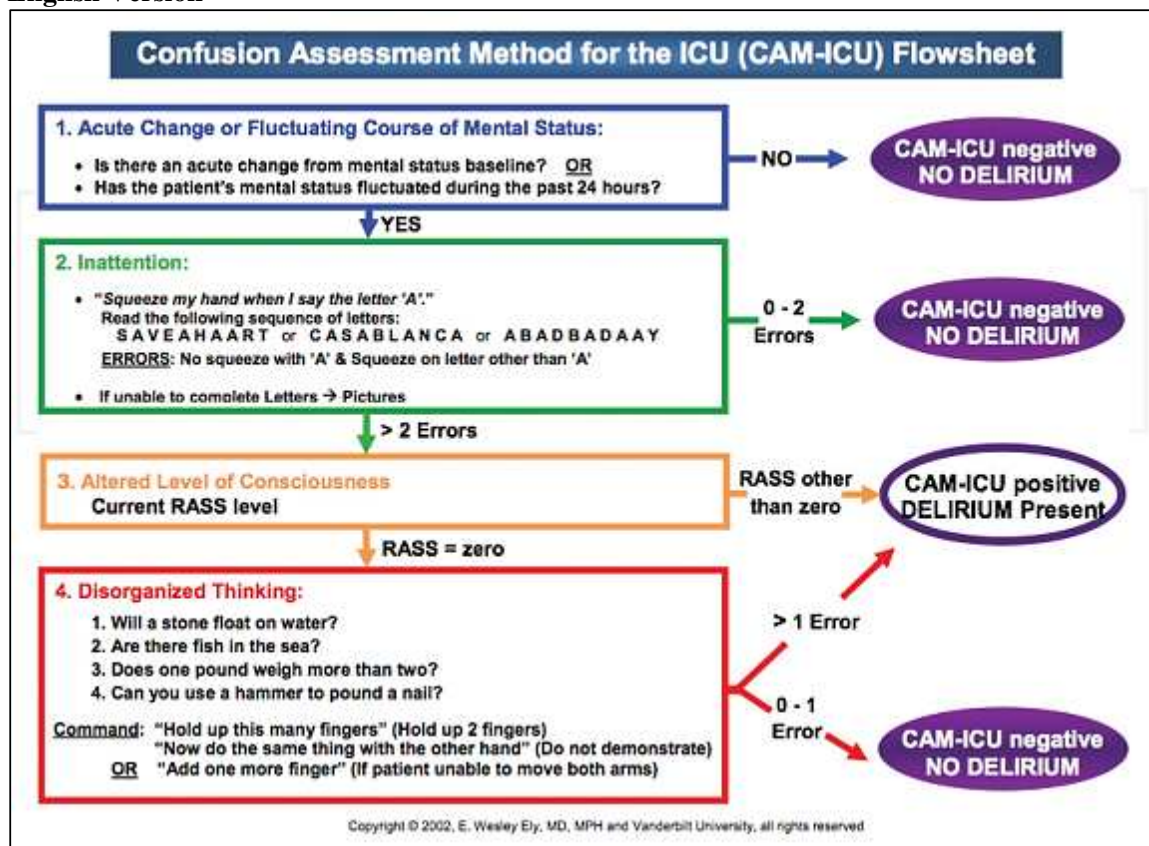 Confusion Assessment Method for the ICU (CAM-ICU) Flowsheet
1. Acute Change or Fluctuating Course of Mental Status:
• Is there an acute change from mental status baseline? OR
• Has the patient's mental status fluctuated during the past 24 hours?
NO
CAM-ICU negative
NO DELIRIUM
YES
2. Inattention:
• "Squeeze my hand when I say the letter 'A'."
Read the following sequence of letters:
S A V E A H A A R T or C A S A B L A N C A or A B A D B A D A A Y
ERRORS: No squeeze with 'A' & Squeeze on letter other than 'A'
• If unable to complete Letters → Pictures
0 - 2
Errors
CAM-ICU negative
NO DELIRIUM
> 2 Errors
3. Altered Level of Consciousness
Current RASS level
RASS other
than zero
CAM-ICU positive
DELIRIUM Present
RASS = zero
4. Disorganized Thinking:
1. Will a stone float on water?
2. Are there fish in the sea?
3. Does one pound weigh more than two?
4. Can you use a hammer to pound a nail?
Command: "Hold up this many fingers" (Hold up 2 fingers)
"Now do the same thing with the other hand" (Do not demonstrate)
OR "Add one more finger" (If patient unable to move both arms)
> 1 Error
0 - 1
Error
CAM-ICU negative
NO DELIRIUM
Copyright © 2002, E. Wesley Ely, MD, MPH and Vanderbilt University, all rights reserved